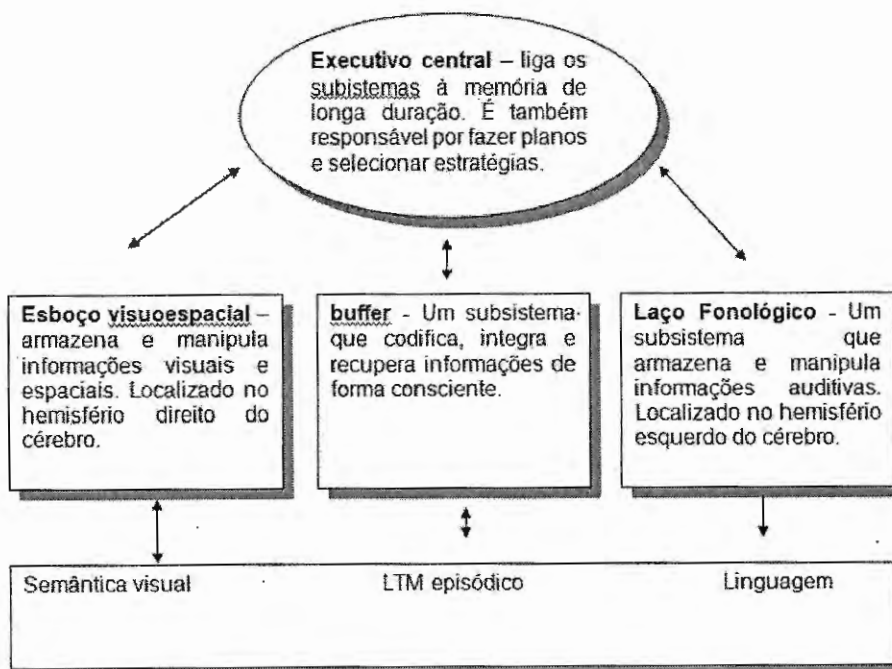 Executivo central – liga os
subistemas à memória de
longa duração. É também
responsável por fazer planos
e selecionar estratégias.
Esboço visuoespacial –
armazena e manipula
informações visuais e
espaciais. Localizado no
hemisfério direito do
cérebro.
buffer - Um subsistema
que codifica, integra e
recupera informações de
forma consciente.
Laço Fonológico - Um
subsistema que
armazena e manipula
informações auditivas.
Localizado no hemisfério
esquerdo do cérebro.
Semântica visual
LTM episódico
Linguagem